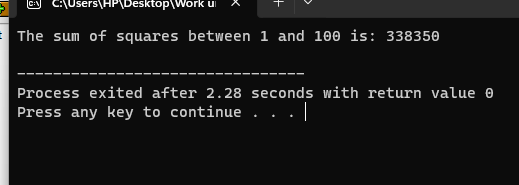 C:\Users\HP\Desktop\Work u
The sum of squares between 1 and 100 is: 338350
--------------------------------
Process exited after 2.28 seconds with return value 0
Press any key to continue . . .